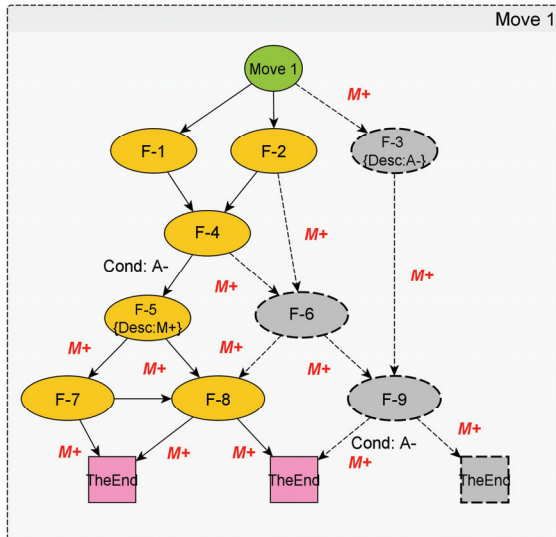 Move 1
Move 1
M+
F-1
F-2
F-3
{Desc:A-}
F-4
M+
Cond: A-
M+
M+
F-5
{Desc:M+}
F-6
M+
M+
M+
M+
F-7
F-8
F-9
M+
M+
M+
Cond: A-
M+
M+
TheEnd
TheEnd
TheEnd